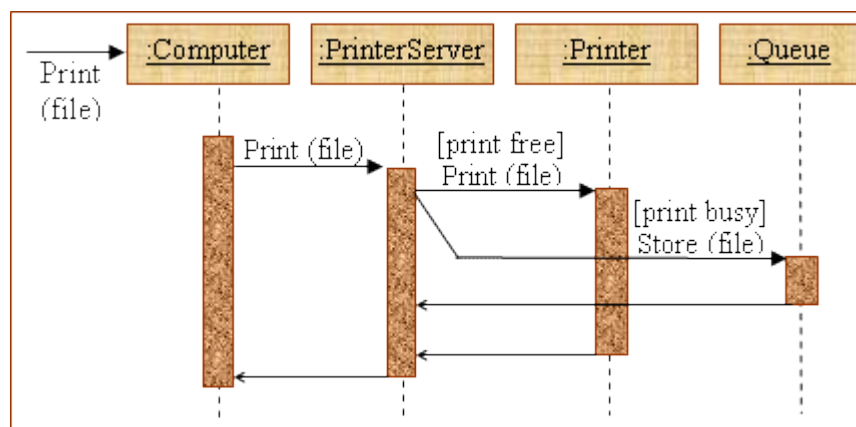 :Computer
:PrinterServer
:Printer
:Queue
Print
(file)
Print (file)
[print free]
Print (file)
[print busy]
Store (file)